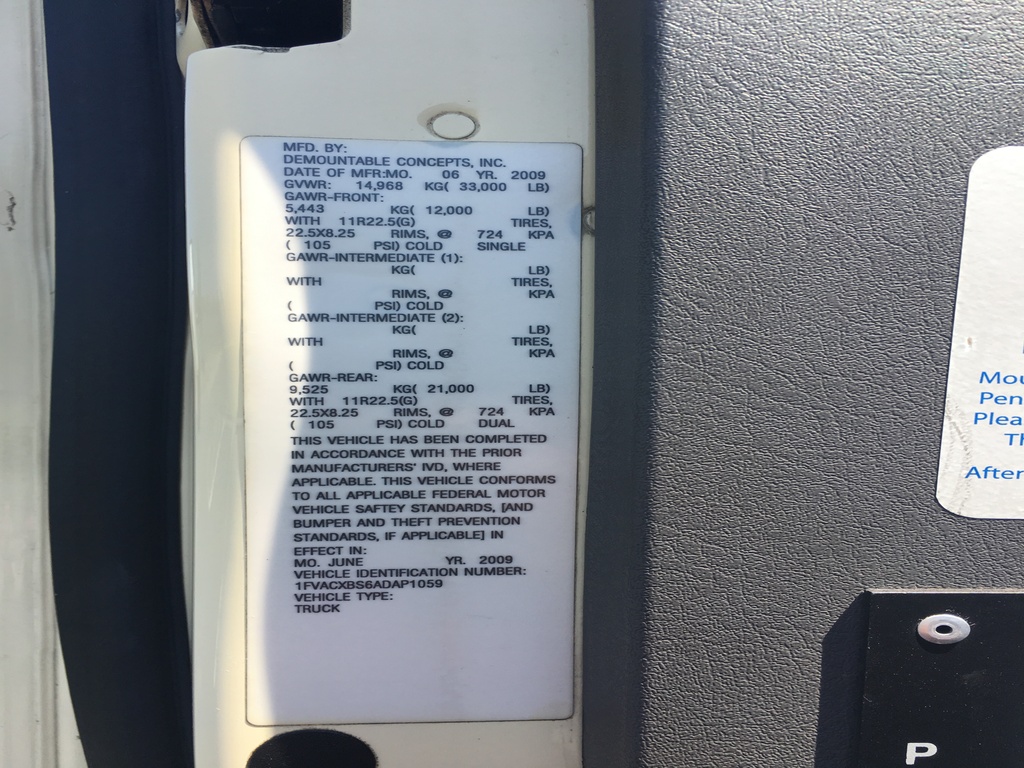 MFD. BY:
DEMOUNTABLE CONCEPTS, INC.
DATE OF MFR:MO. 06 YR. 2009
GVWR: 14,968 KG( 33,000 LB)
GAWR-FRONT:
5,443 KG( 12,000 LB)
WITH 11R22.5(G) TIRES,
22.5X8.25 RIMS, @ 724 KPA
( 105 PSI) COLD SINGLE
GAWR-INTERMEDIATE (1):
KG( LB)
WITH TIRES,
RIMS, @ KPA
( PSI) COLD
GAWR-INTERMEDIATE (2):
KG( LB)
WITH TIRES,
RIMS, @ KPA
( PSI) COLD
GAWR-REAR:
9,525 KG( 21,000 LB)
WITH 11R22.5(G) TIRES,
22.5X8.25 RIMS, @ 724 KPA
( 105 PSI) COLD DUAL
THIS VEHICLE HAS BEEN COMPLETED
IN ACCORDANCE WITH THE PRIOR
MANUFACTURERS' IVD, WHERE
APPLICABLE. THIS VEHICLE CONFORMS
TO ALL APPLICABLE FEDERAL MOTOR
VEHICLE SAFTEY STANDARDS, [AND
BUMPER AND THEFT PREVENTION
STANDARDS, IF APPLICABLE] IN
EFFECT IN:
MO. JUNE YR. 2009
VEHICLE IDENTIFICATION NUMBER:
1FVACXBS6ADAP1059
VEHICLE TYPE:
TRUCK
Mou
Pen
Plea
Th
After
P